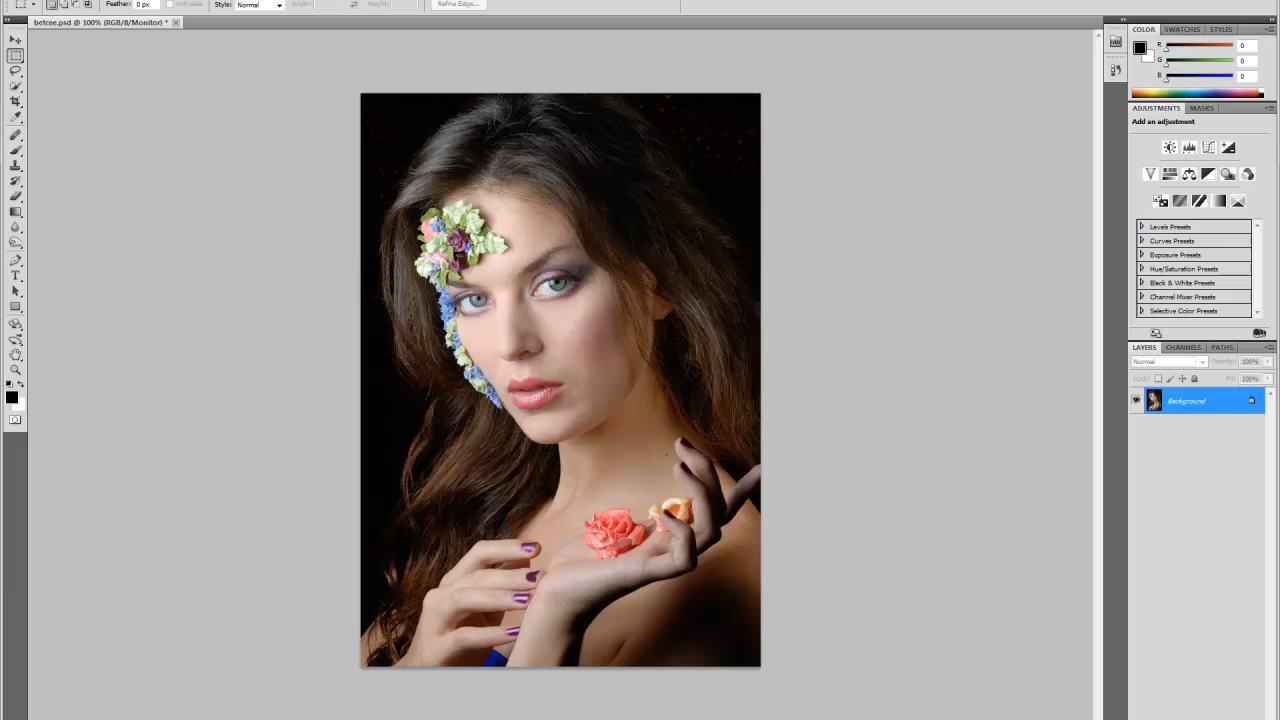 Feather: 0 px Anti-alias Style: Normal Width: Height: Refine Edge...
betcee.psd @ 100% (RGB/8/Monitor) *
COLOR SWATCHES STYLES
R 0
G 0
B 0
ADJUSTMENTS MASKS
Add an adjustment
Levels Presets
Curves Presets
Exposure Presets
Hue/Saturation Presets
Black & White Presets
Channel Mixer Presets
Selective Color Presets
LAYERS CHANNELS PATHS
Normal Opacity: 100%
Lock: Fill: 100%
Background